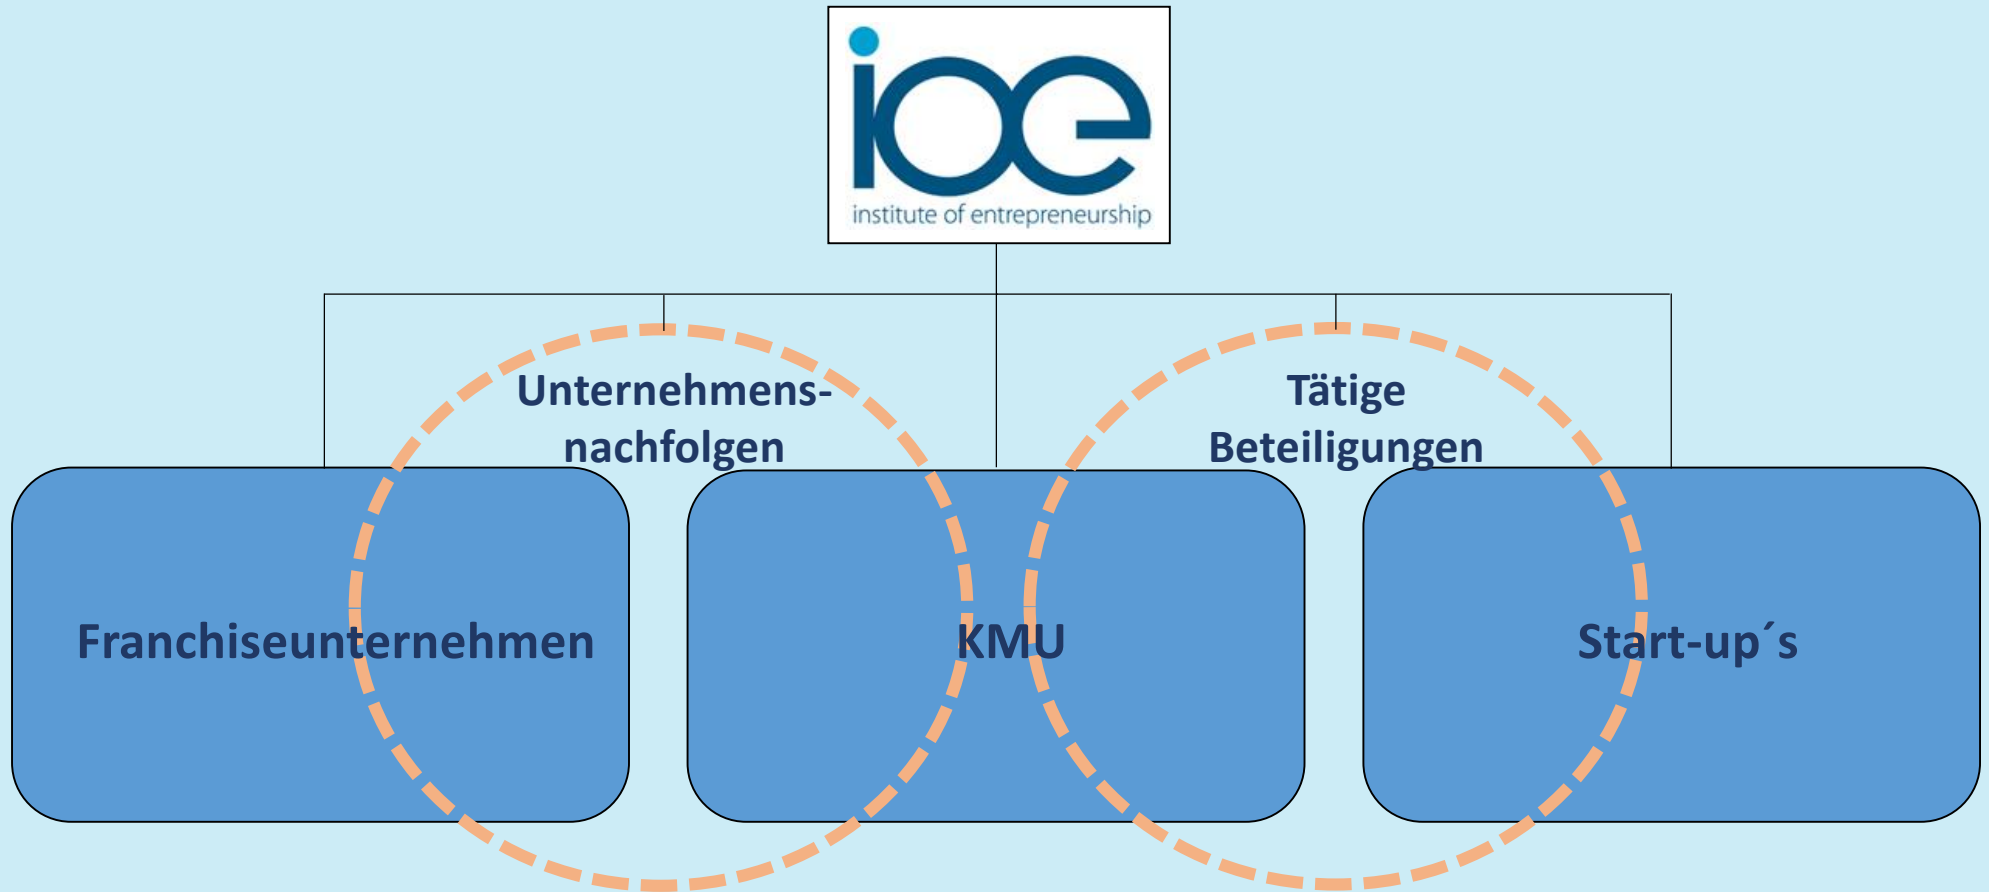 ioe
institute of entrepreneurship
Unternehmens-
nachfolgen
Tätige
Beteiligungen
Franchiseunternehmen
KMU
Start-up´s